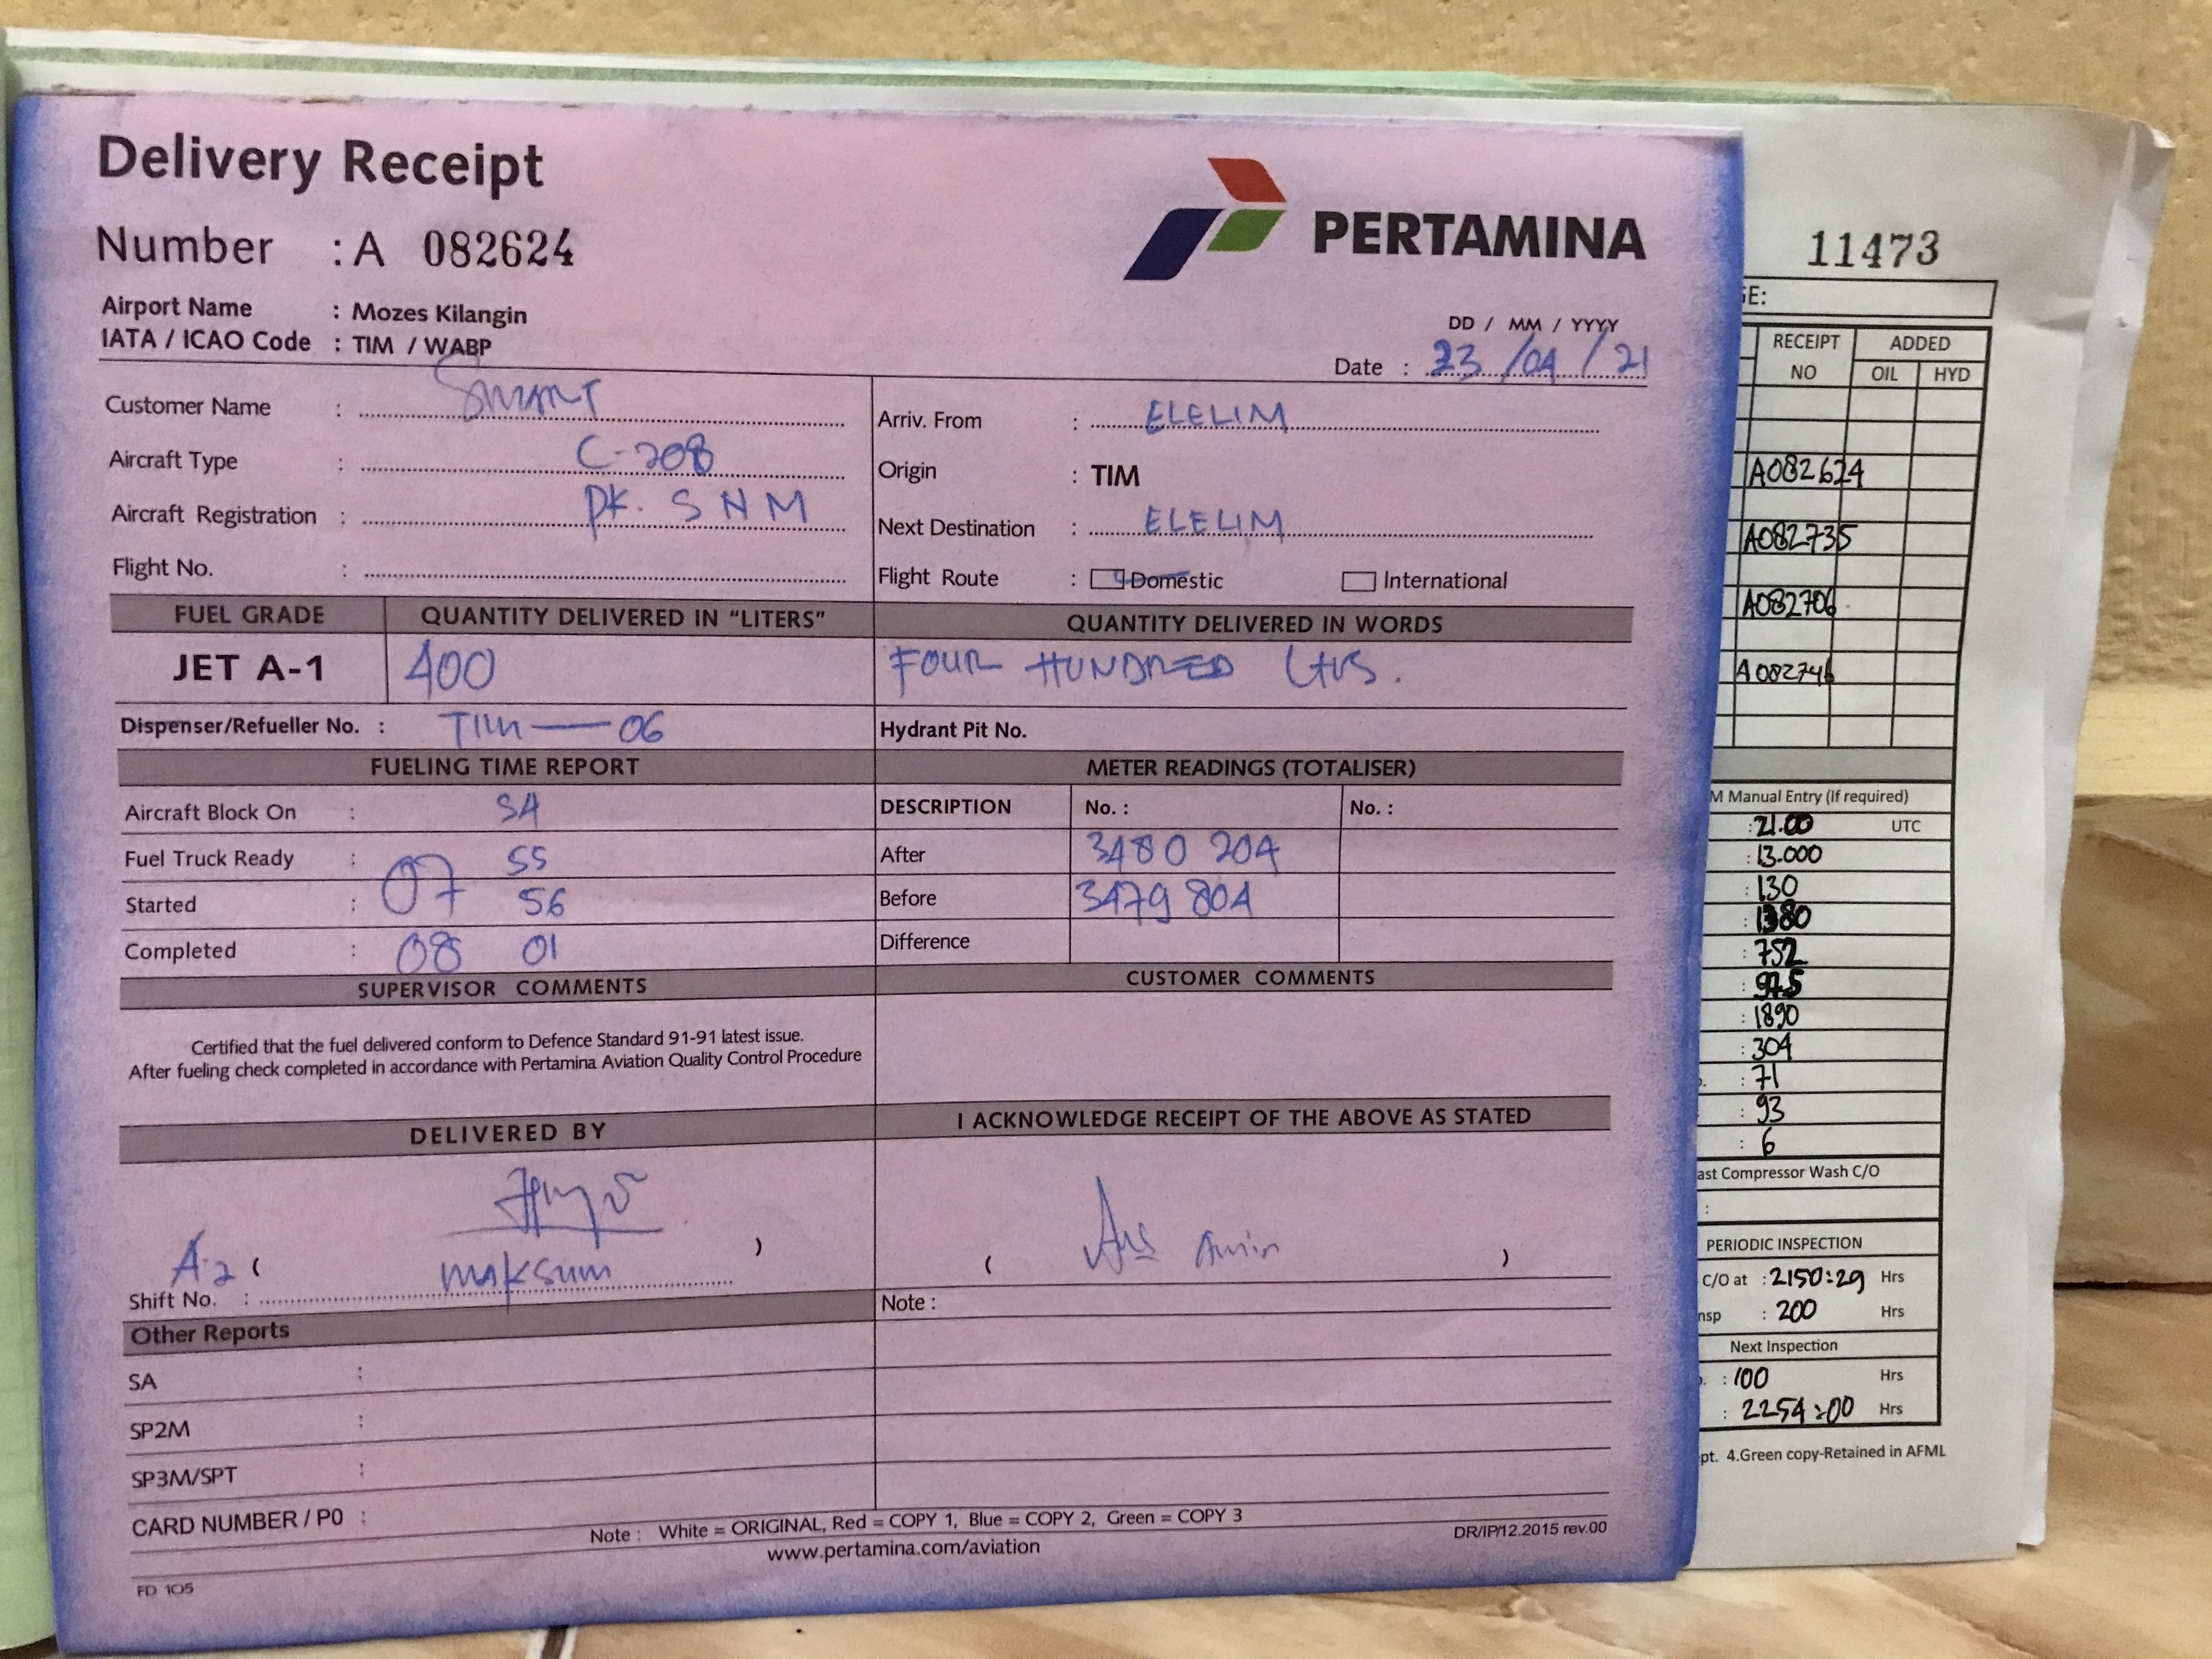 Delivery Receipt
Number : A 082624
PERTAMINA
Airport Name : Mozes Kilangin
IATA / ICAO Code : TIM / WABP
DD / MM / YYYY
Date : 23 / 04 / 21
Customer Name : SMART
Aircraft Type : C-208
Aircraft Registration : PK. SNM
Flight No. :
Arriv. From : ELELIM
Origin : TIM
Next Destination : ELELIM
Flight Route : Domestic International
FUEL GRADE QUANTITY DELIVERED IN "LITERS" QUANTITY DELIVERED IN WORDS
JET A-1 400 FOUR HUNDRED Ltrs.
Dispenser/Refueller No. : TIM — 06 Hydrant Pit No.
FUELING TIME REPORT METER READINGS (TOTALISER)
Aircraft Block On : 54
Fuel Truck Ready : 55
Started : 07 56
Completed : 08 01
DESCRIPTION No. : No. :
After 3480 204
Before 3479 804
Difference
SUPERVISOR COMMENTS CUSTOMER COMMENTS
Certified that the fuel delivered conform to Defence Standard 91-91 latest issue.
After fueling check completed in accordance with Pertamina Aviation Quality Control Procedure
DELIVERED BY I ACKNOWLEDGE RECEIPT OF THE ABOVE AS STATED
A2 ( maksum )
( Amin )
Shift No. :
Note :
Other Reports
SA :
SP2M :
SP3M/SPT :
CARD NUMBER / P0 :
Note : White = ORIGINAL, Red = COPY 1, Blue = COPY 2, Green = COPY 3
www.pertamina.com/aviation
DR/IP/12.2015 rev.00
FD 105
11473
GE:
RECEIPT NO ADDED
OIL HYD
A082624
A082735
A082706
A082746
M Manual Entry (If required)
: 21.00 UTC
: 13.000
: 130
: 1380
: 752
: 945
: 1890
: 304
: 71
: 93
: 6
ast Compressor Wash C/O
:
PERIODIC INSPECTION
C/O at : 2150:29 Hrs
nsp : 200 Hrs
Next Inspection
: 100 Hrs
: 2254:00 Hrs
pt. 4.Green copy-Retained in AFML